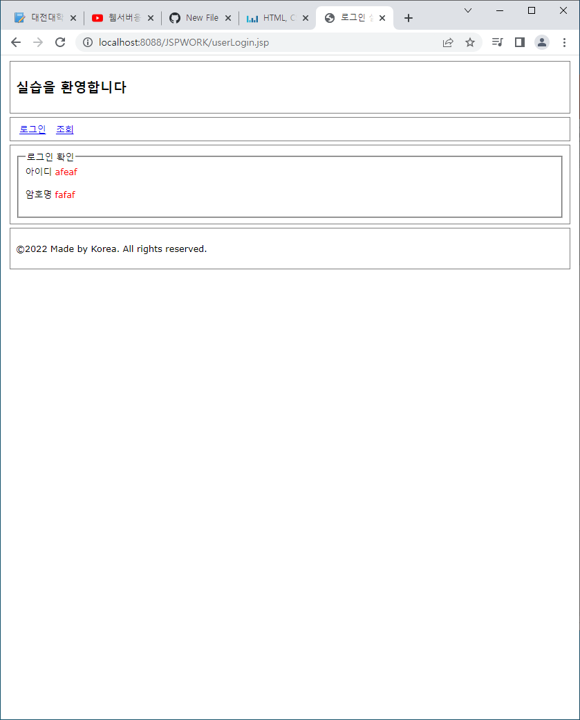 대전대학
웹서버응
New File
HTML, C
로그인
localhost:8088/JSPWORK/userLogin.jsp
실습을 환영합니다
로그인 조회
로그인 확인
아이디 afeaf
암호명 fafaf
©2022 Made by Korea. All rights reserved.